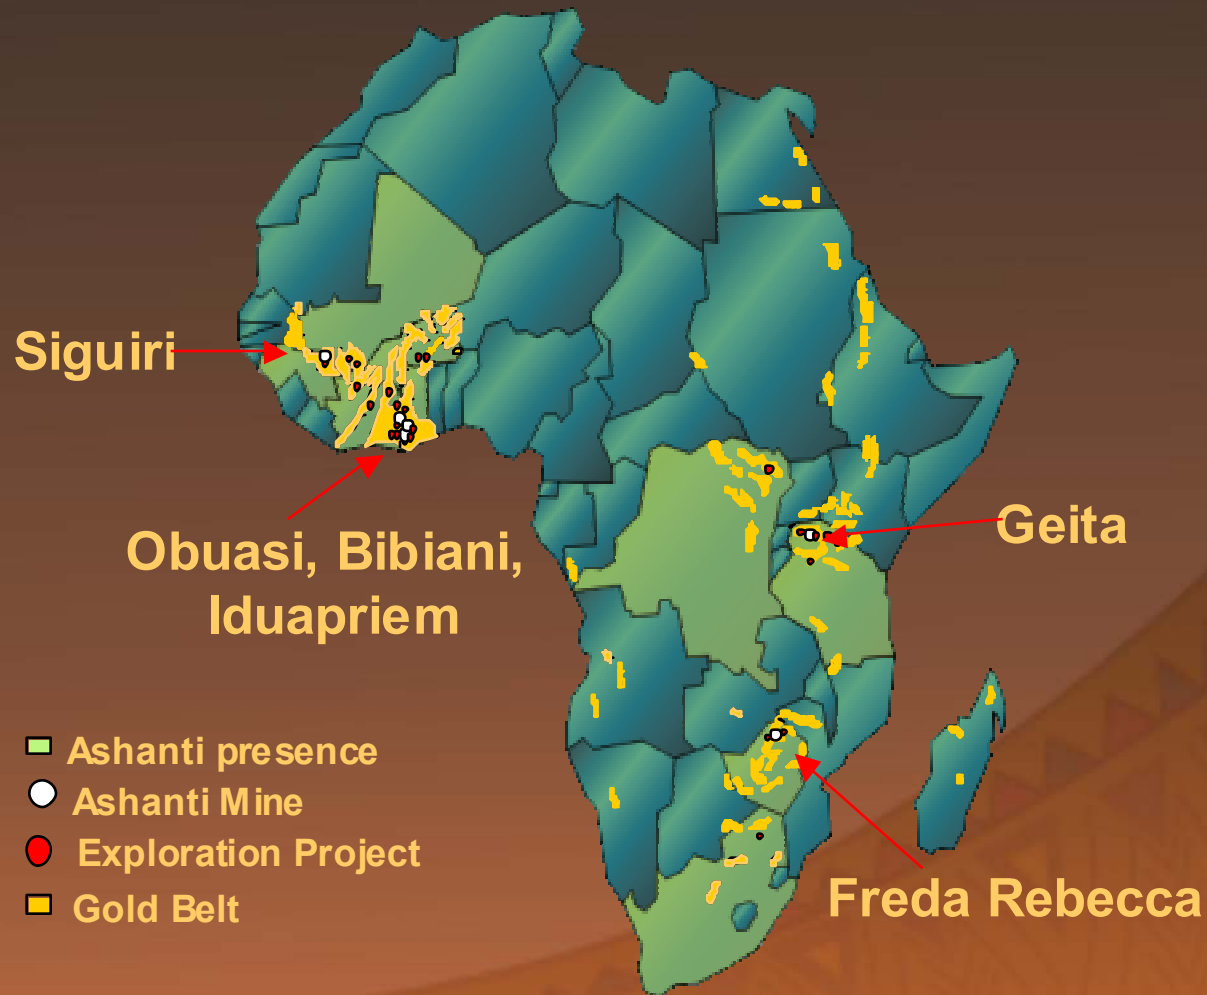 Siguiri
Obuasi, Bibiani,
Iduapriem
Geita
Ashanti presence
Ashanti Mine
Exploration Project
Gold Belt
Freda Rebecca